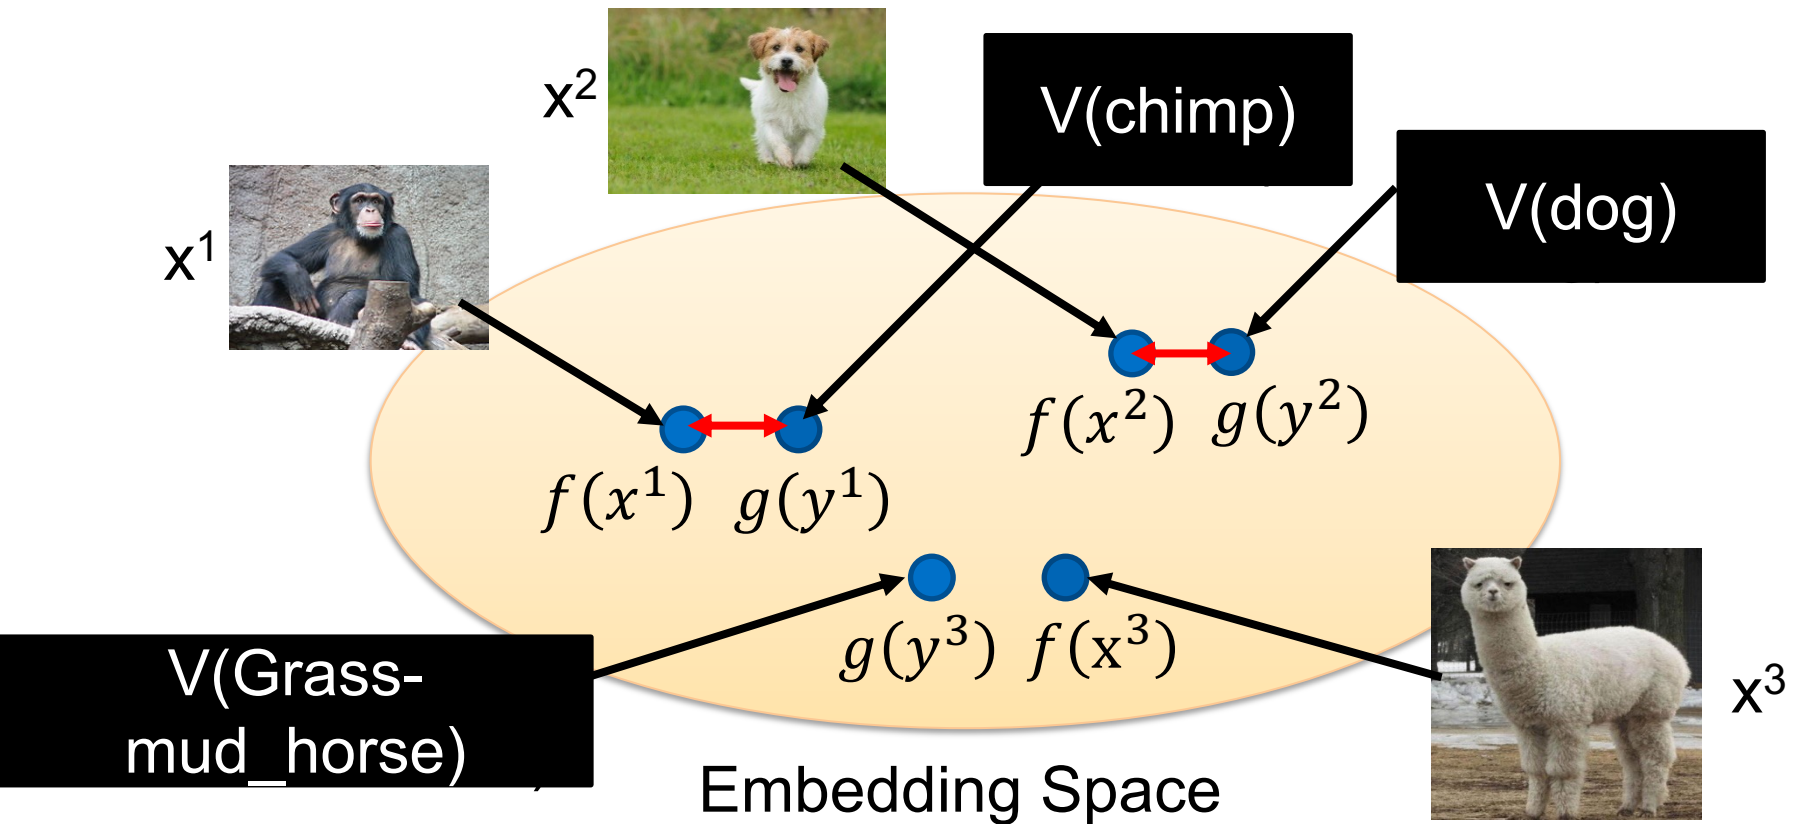 x²
V(chimp)
V(dog)
x¹
f(x²) g(y²)
f(x¹) g(y¹)
g(y³) f(x³)
V(Grass-
mud_horse)
x³
Embedding Space